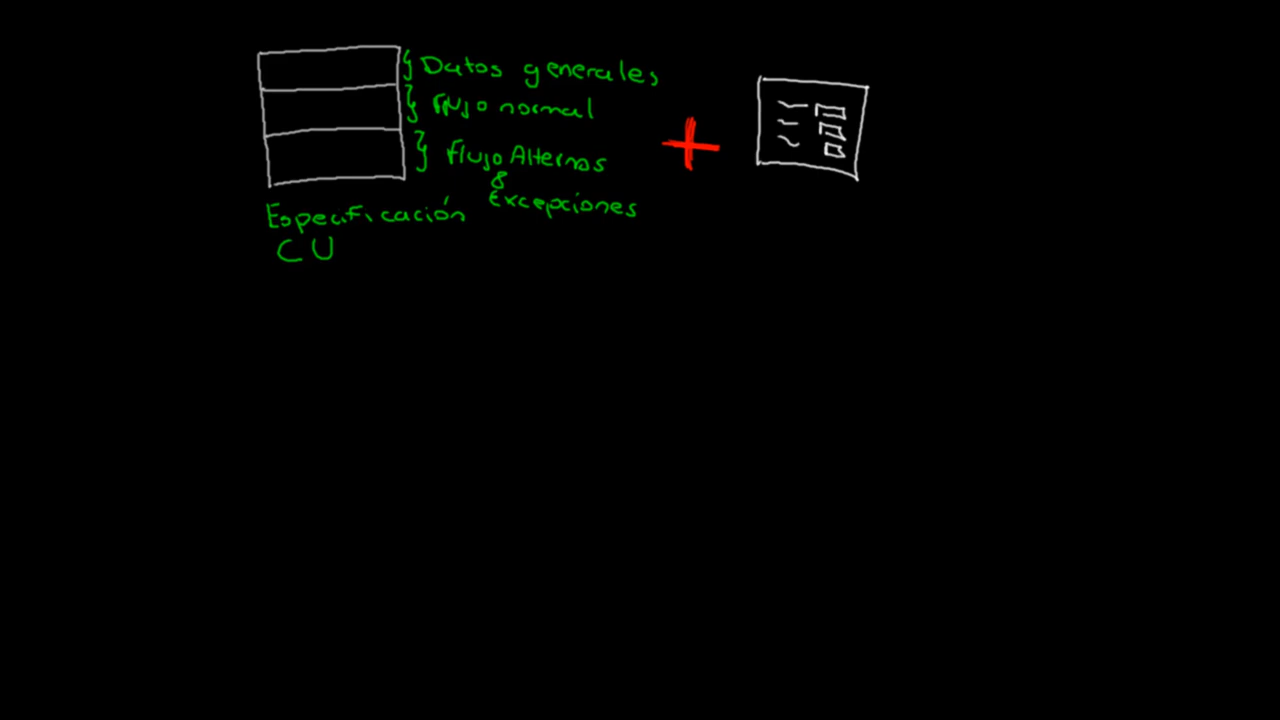 Datos generales
Flujo normal
Flujo Alternos
&
Excepciones
Especificación
CU